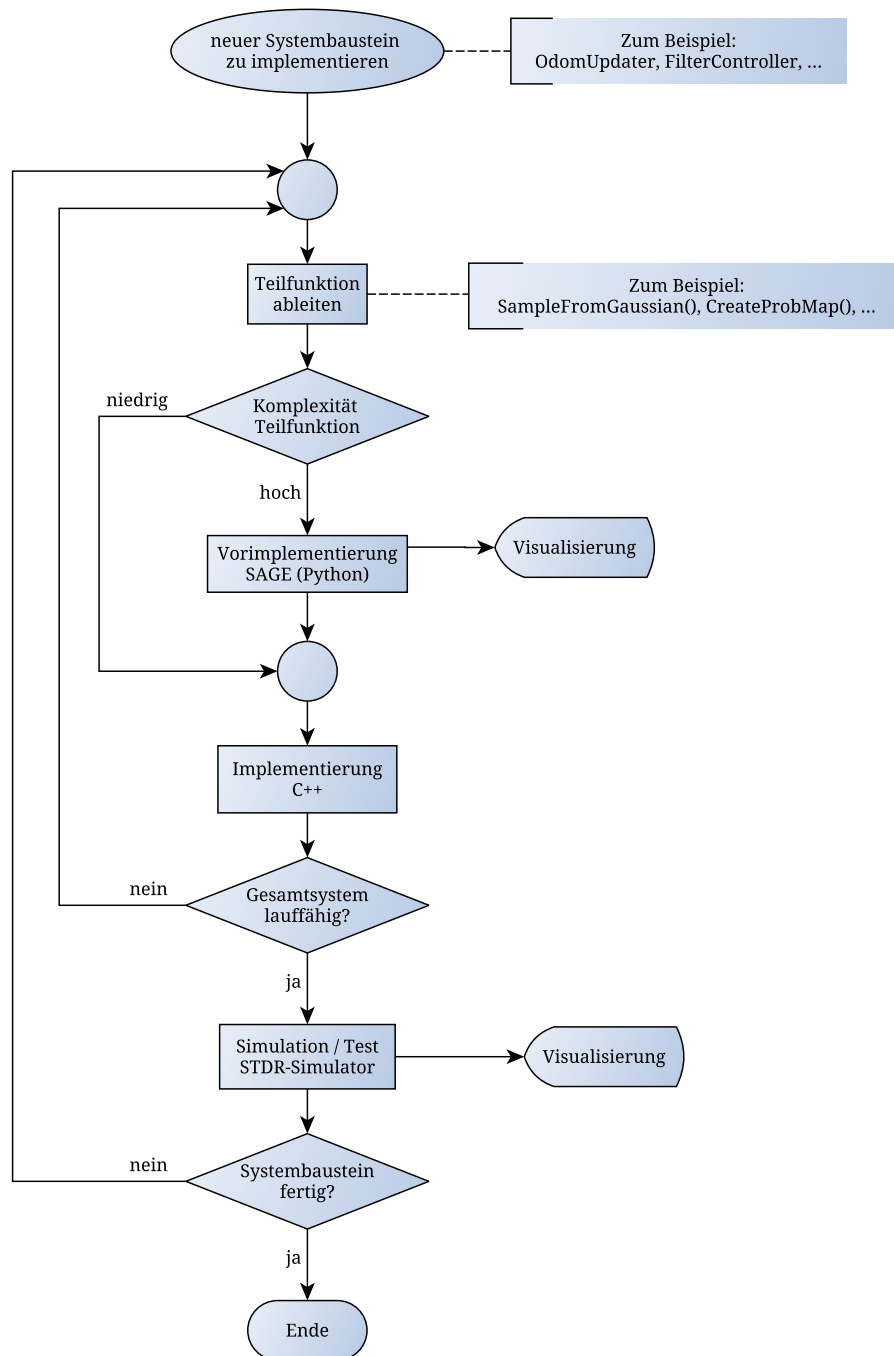 neuer Systembaustein
zu implementieren
Zum Beispiel:
OdomUpdater, FilterController, ...
Teilfunktion
ableiten
Zum Beispiel:
SampleFromGaussian(), CreateProbMap(), ...
niedrig
Komplexität
Teilfunktion
hoch
Vorimplementierung
SAGE (Python)
Visualisierung
Implementierung
C++
nein
Gesamtsystem
lauffähig?
ja
Simulation / Test
STDR-Simulator
Visualisierung
nein
Systembaustein
fertig?
ja
Ende